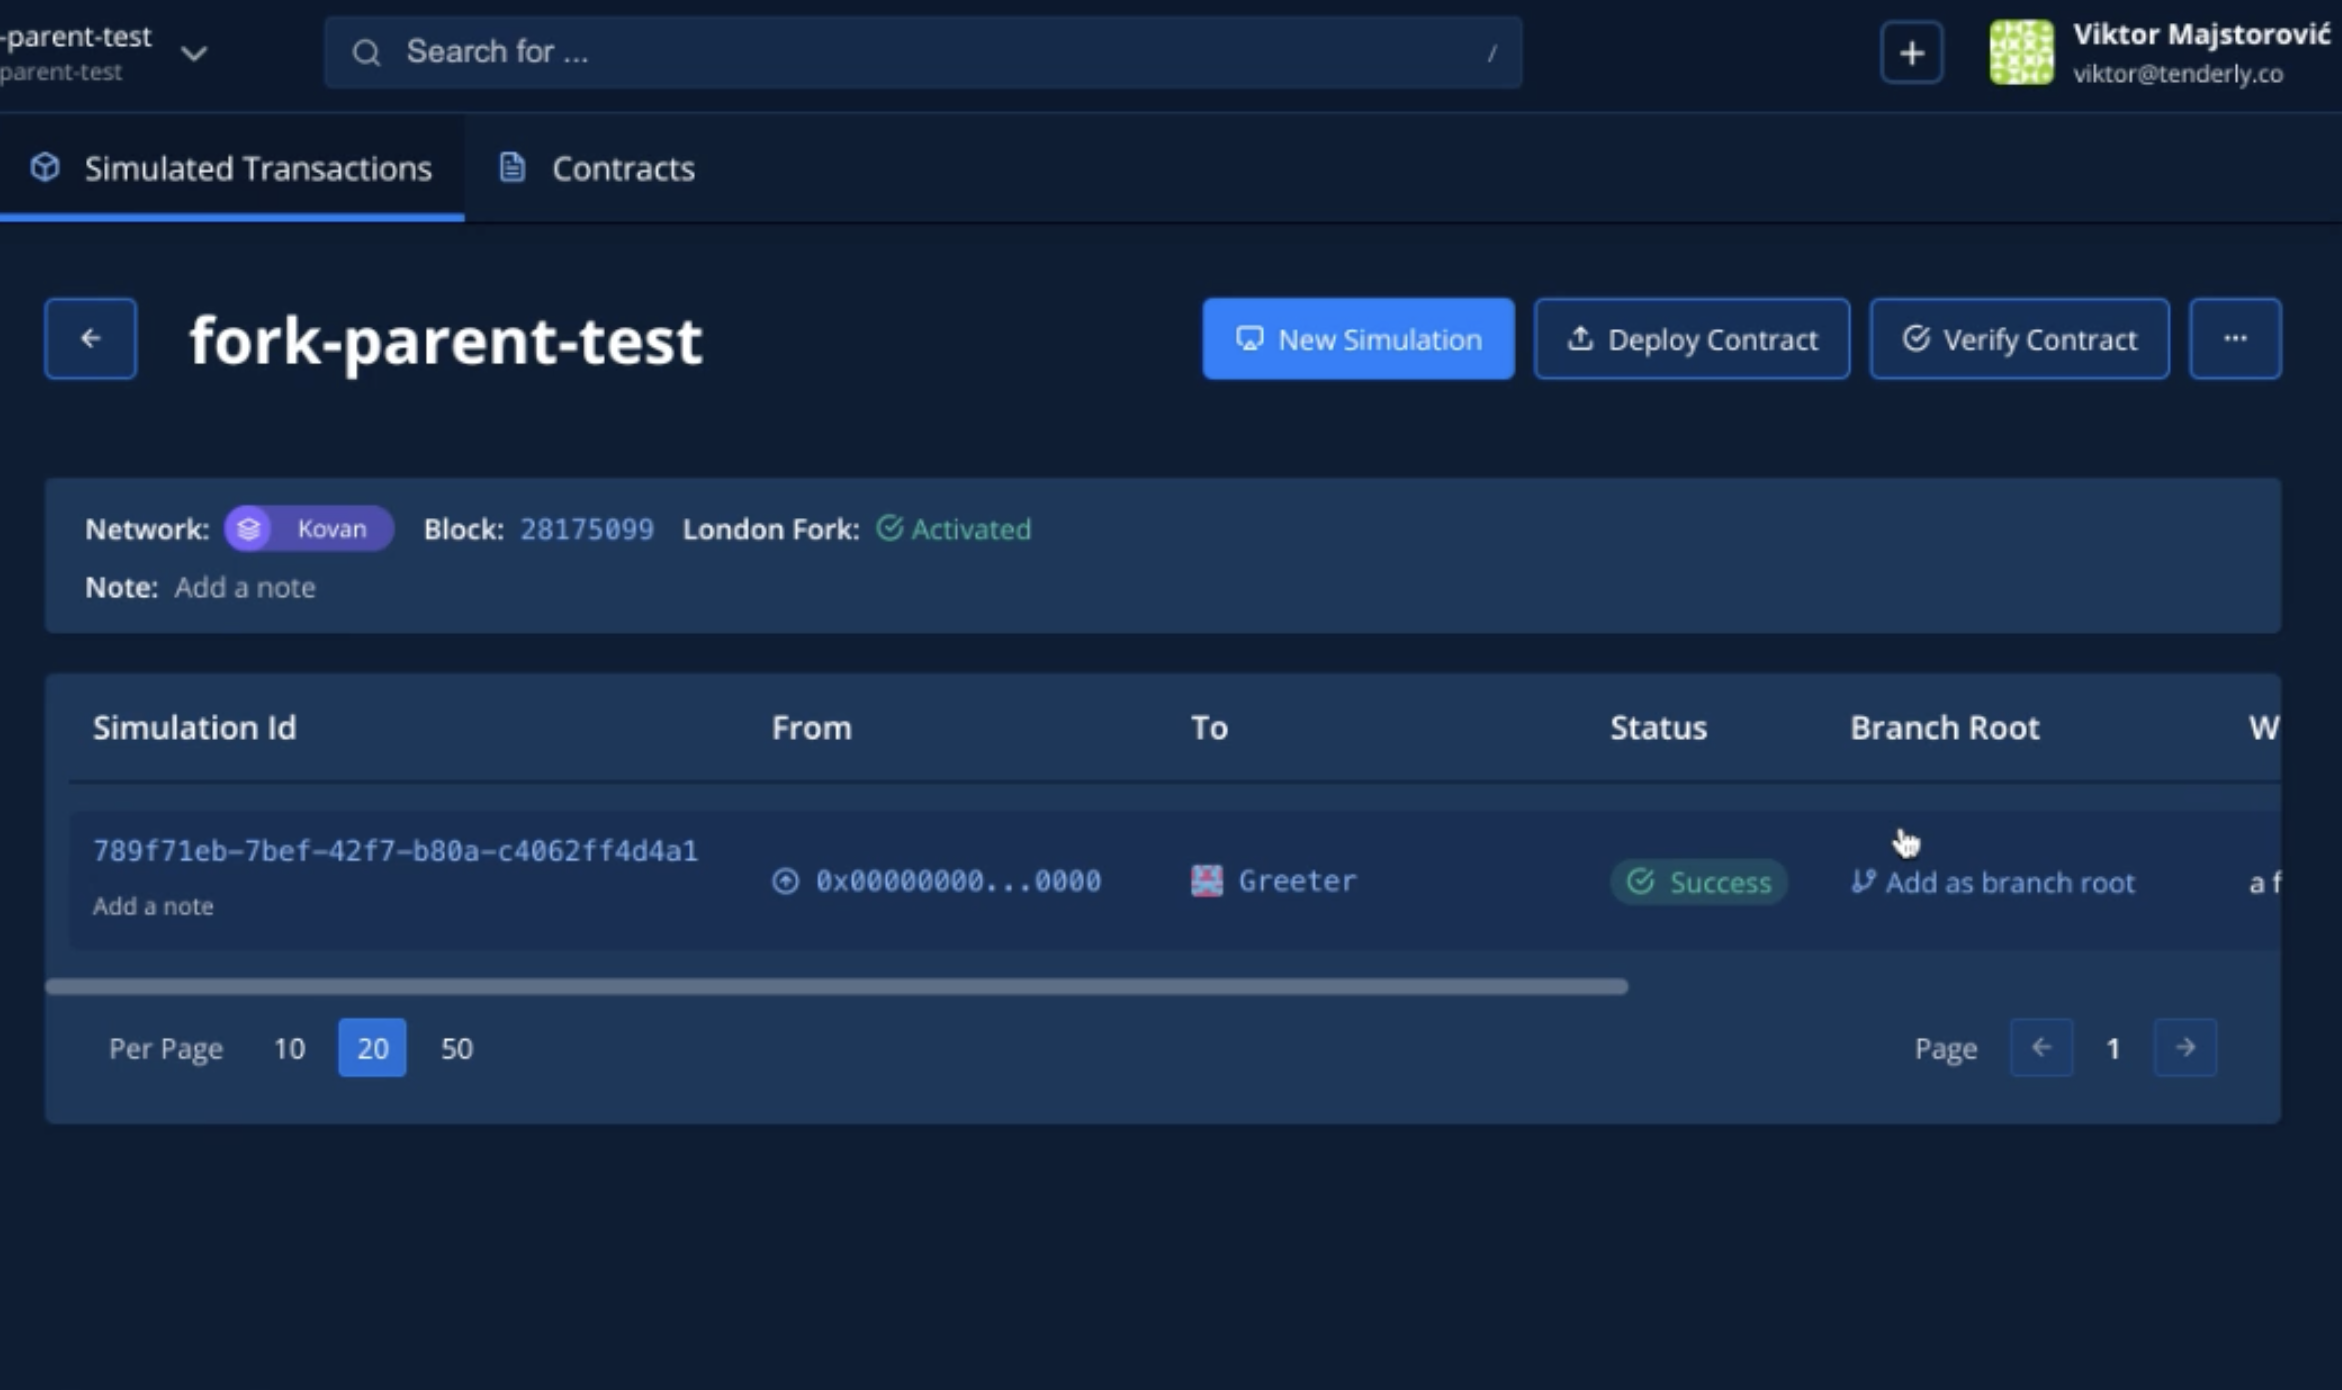 -parent-test
parent-test
Search for ...
/
+
Viktor Majstorović
viktor@tenderly.co
Simulated Transactions
Contracts
fork-parent-test
New Simulation
Deploy Contract
Verify Contract
...
Network: Kovan Block: 28175099 London Fork: Activated
Note: Add a note
Simulation Id From To Status Branch Root W
789f71eb-7bef-42f7-b80a-c4062ff4d4a1
Add a note
0x00000000...0000 Greeter Success Add as branch root a f
Per Page 10 20 50 Page 1